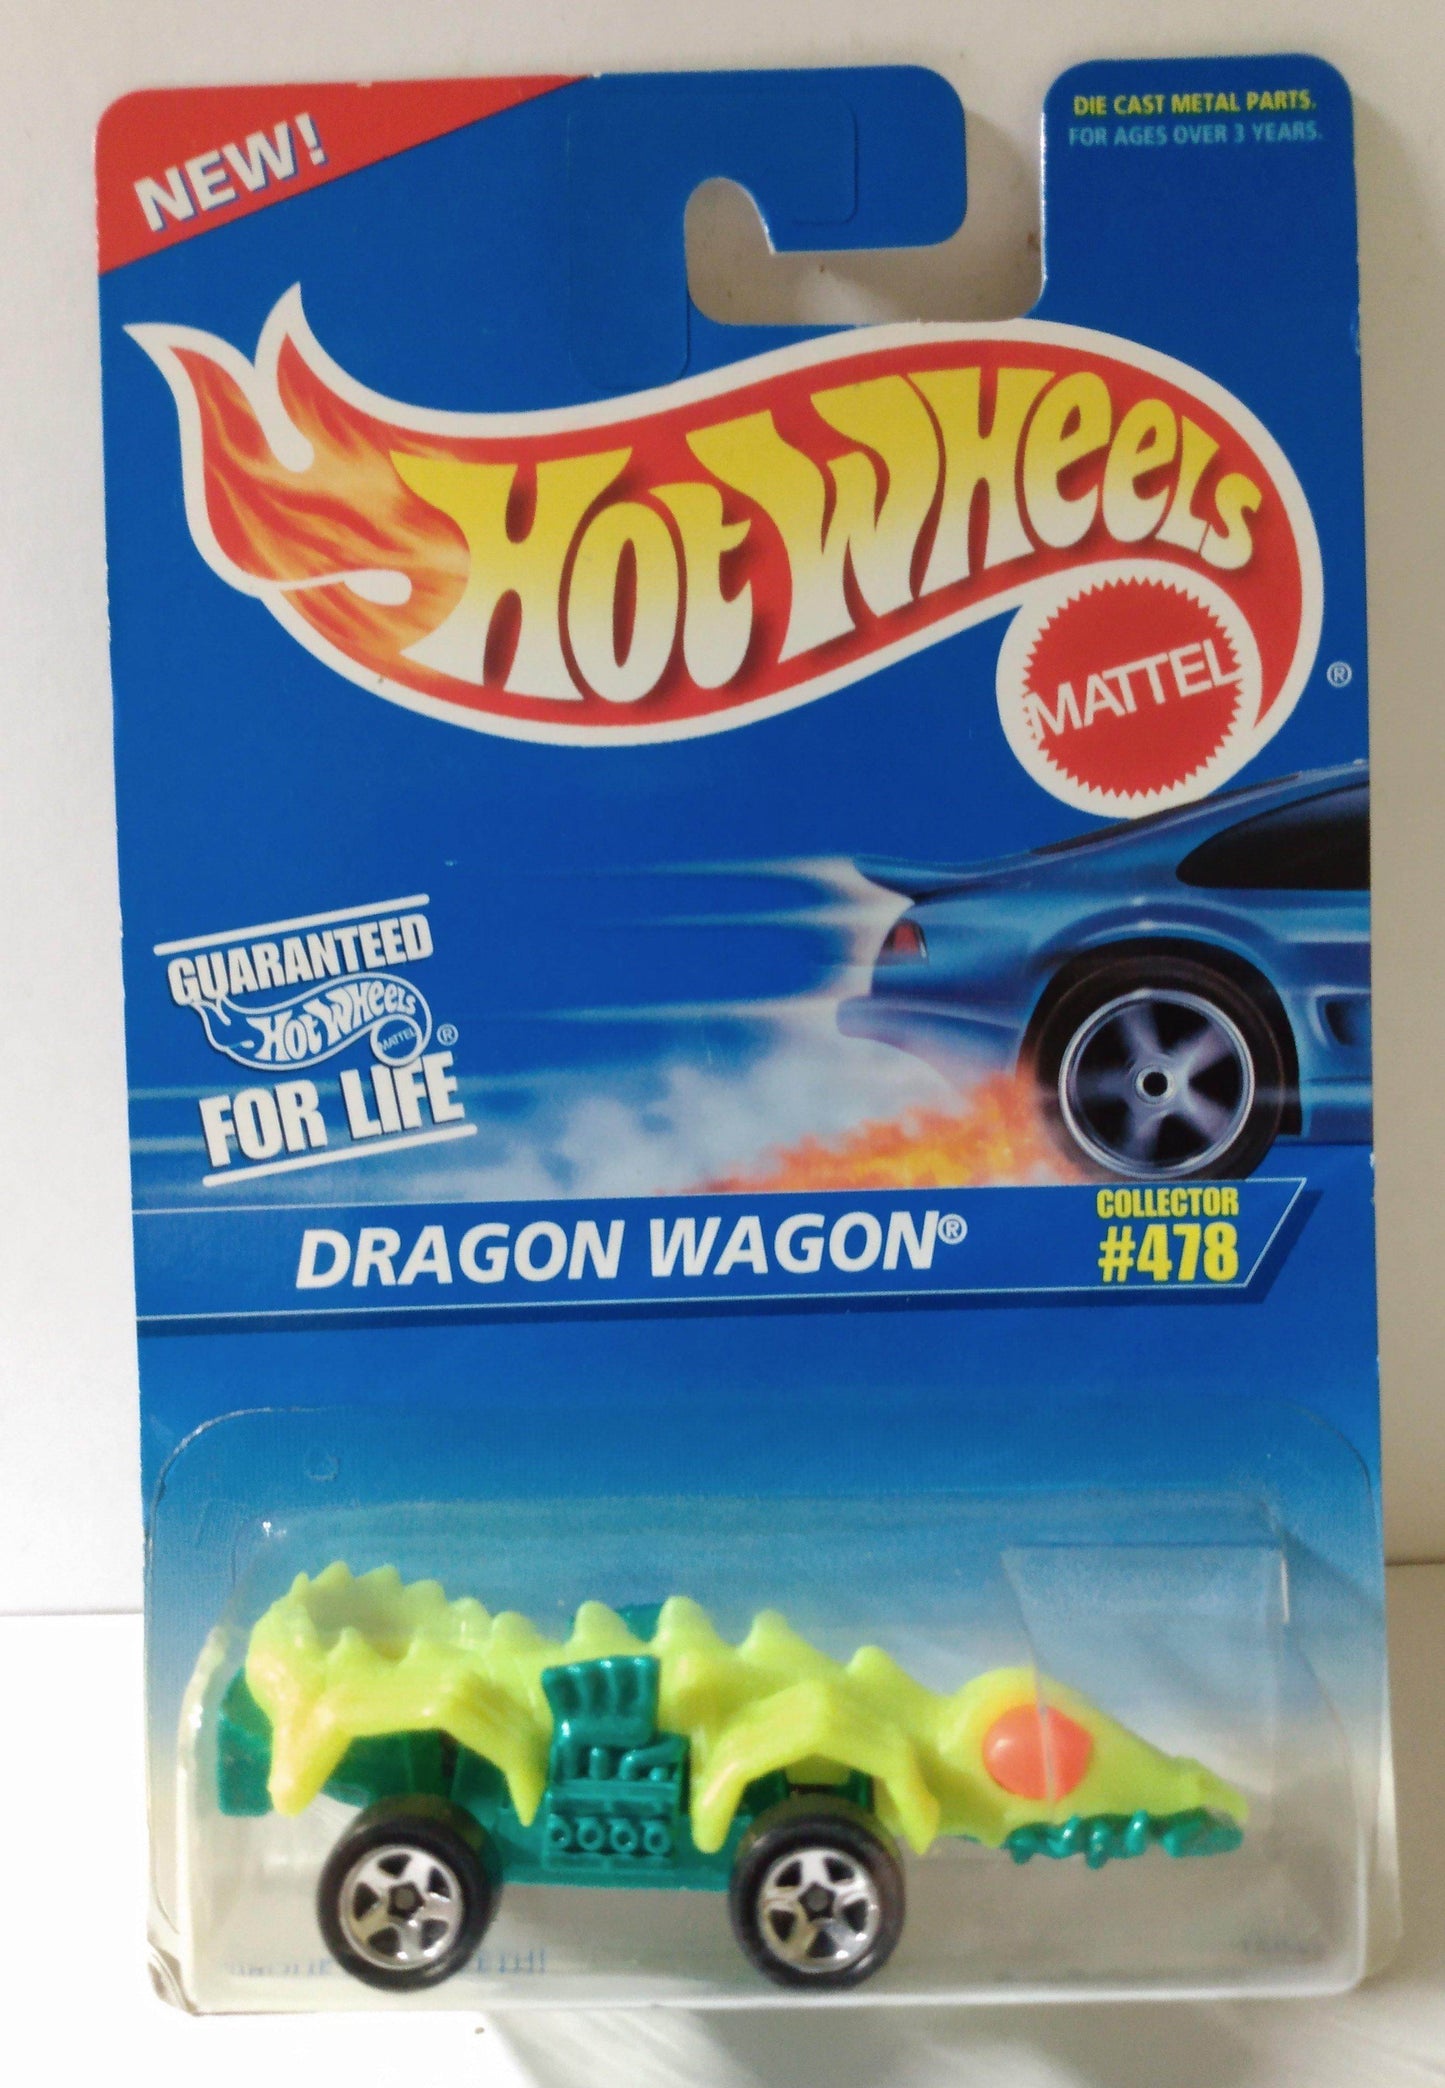 NEW!
DIE CAST METAL PARTS.
FOR AGES OVER 3 YEARS.
Hot Wheels
MATTEL
®
GUARANTEED
Hot Wheels
MATTEL ®
FOR LIFE
DRAGON WAGON®
COLLECTOR
#478